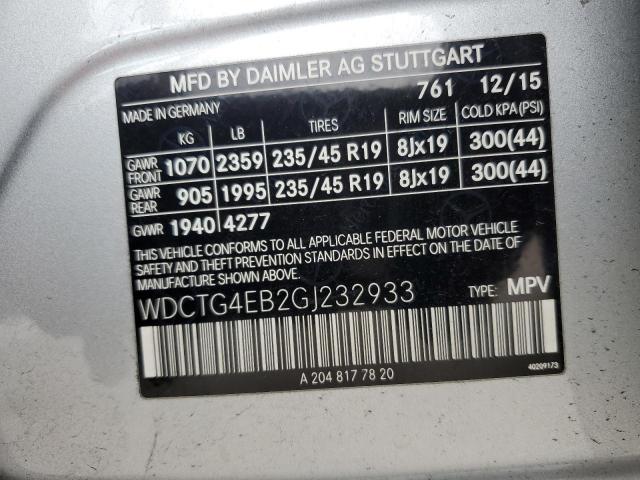 MFD BY DAIMLER AG STUTTGART
761 12/15
MADE IN GERMANY
KG LB TIRES RIM SIZE COLD KPA (PSI)
GAWR FRONT 1070 2359 235/45 R19 8Jx19 300(44)
GAWR REAR 905 1995 235/45 R19 8Jx19 300(44)
GVWR 1940 4277
THIS VEHICLE CONFORMS TO ALL APPLICABLE FEDERAL MOTOR VEHICLE
SAFETY AND THEFT PREVENTION STANDARDS IN EFFECT ON THE DATE OF
MANUFACTURE SHOWN ABOVE.
WDCTG4EB2GJ232933 TYPE: MPV
A 204 817 78 20
40209173